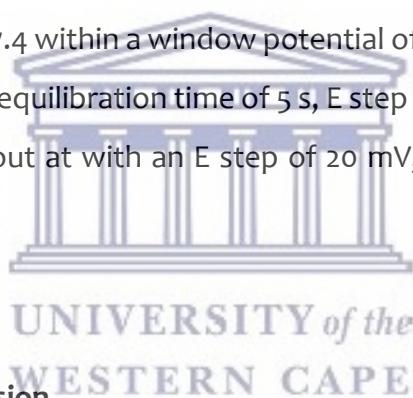 7.4 within a window potential of
equilibration time of 5 s, E step
out at with an E step of 20 mV,
UNIVERSITY of the
WESTERN CAPE
sion